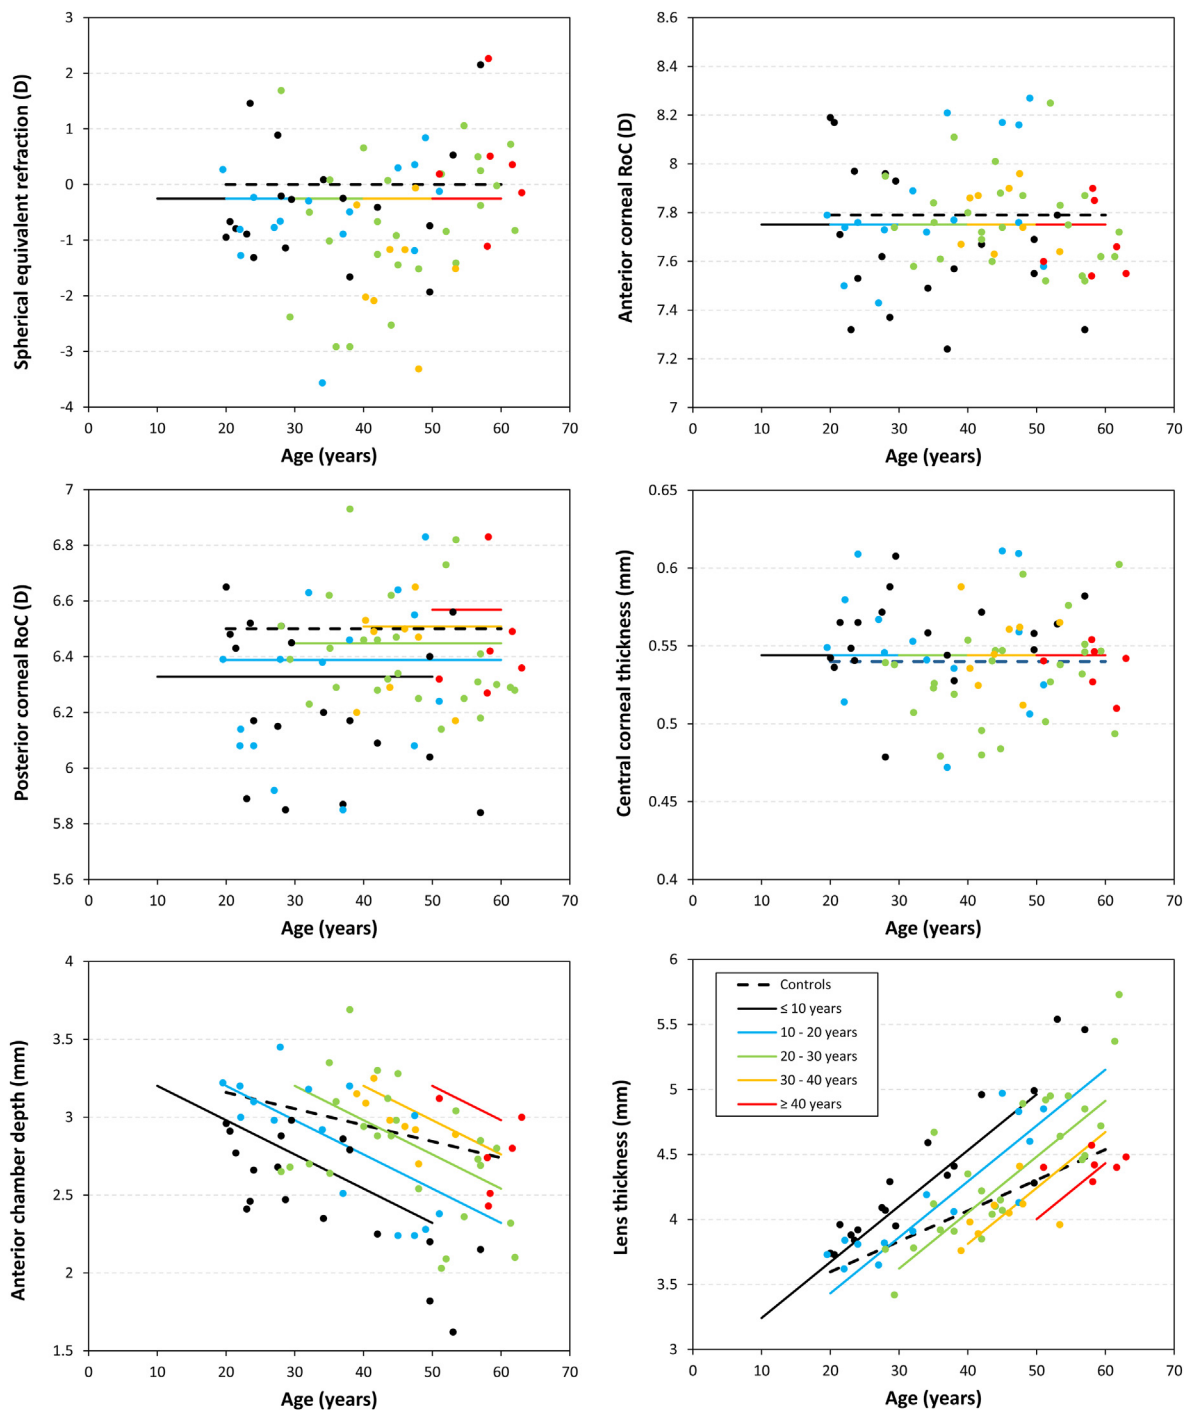 Spherical equivalent refraction (D)
3
2
1
0
-1
-2
-3
-4
0 10 20 30 40 50 60 70
Age (years)
Anterior corneal RoC (D)
8.6
8.4
8.2
8
7.8
7.6
7.4
7.2
7
0 10 20 30 40 50 60 70
Age (years)
Posterior corneal RoC (D)
7
6.8
6.6
6.4
6.2
6
5.8
5.6
0 10 20 30 40 50 60 70
Age (years)
Central corneal thickness (mm)
0.65
0.6
0.55
0.5
0.45
0.4
0 10 20 30 40 50 60 70
Age (years)
Anterior chamber depth (mm)
4
3.5
3
2.5
2
1.5
0 10 20 30 40 50 60 70
Age (years)
Lens thickness (mm)
6
5.5
5
4.5
4
3.5
3
Controls
≤ 10 years
10 - 20 years
20 - 30 years
30 - 40 years
≥ 40 years
0 10 20 30 40 50 60 70
Age (years)